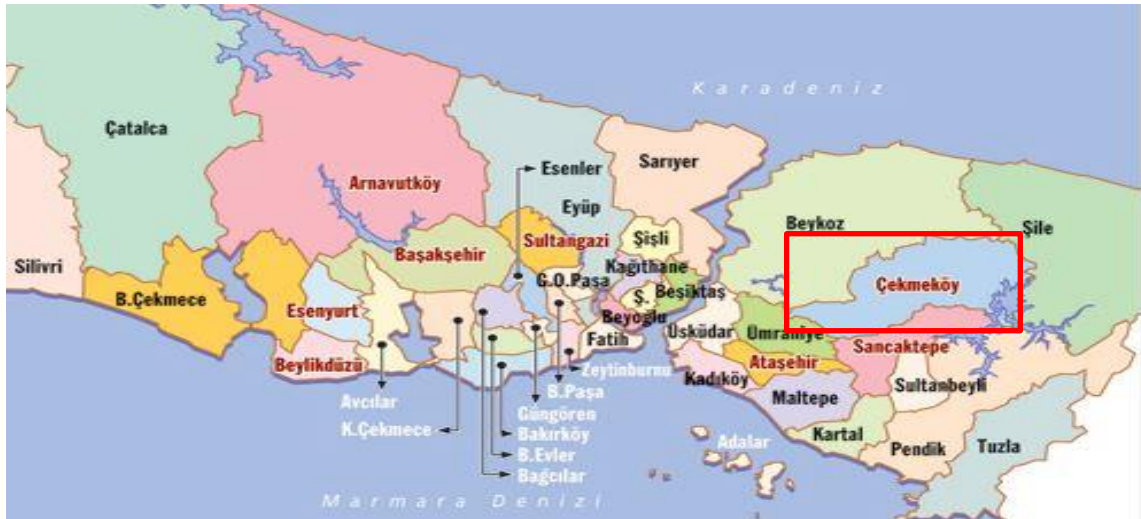 Karadeniz
Çatalca
Esenler
Sarıyer
Arnavutköy
Eyüp
Beykoz
Şile
Sultangazi
Şişli
Başakşehir
Silivri
Kağıthane
G.O.Paşa
Çekmeköy
B.Çekmece
Ş.
Beşiktaş
Esenyurt
Beyoglu
Üsküdar
Ümraniye
Fatih
Sancaktepe
Beylikdüzü
Zeytinburnu
Ataşehir
Kadıköy
Sultanbeyli
B.Paşa
Maltepe
Avcılar
Güngören
K.Çekmece
Bakırköy
Kartal
Adalar
Pendik
Tuzla
B.Evler
Bağcılar
Marmara Denizi